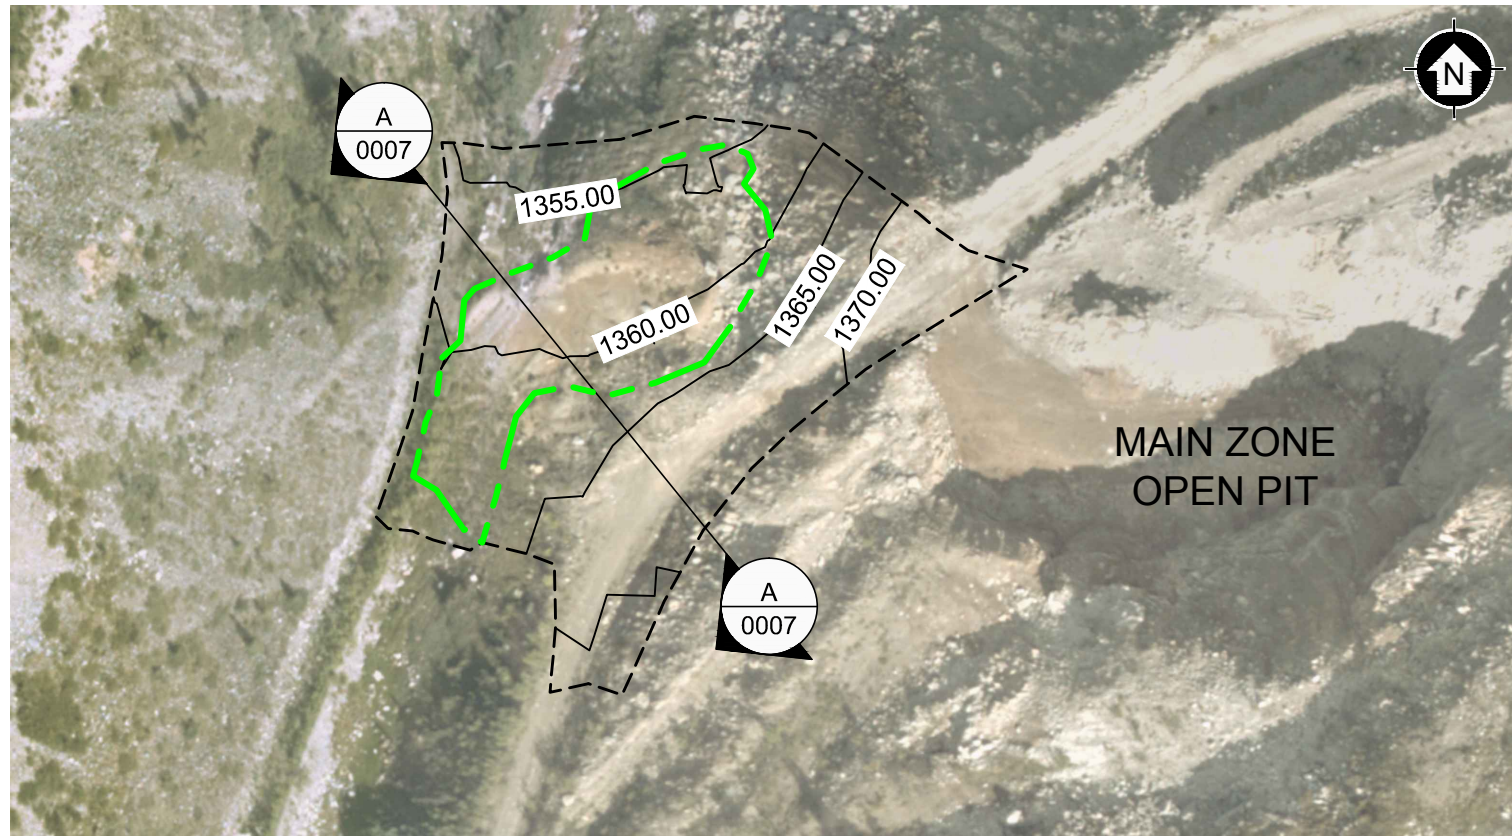 N
A
0007
1355.00
1360.00
1365.00
1370.00
MAIN ZONE
OPEN PIT
A
0007